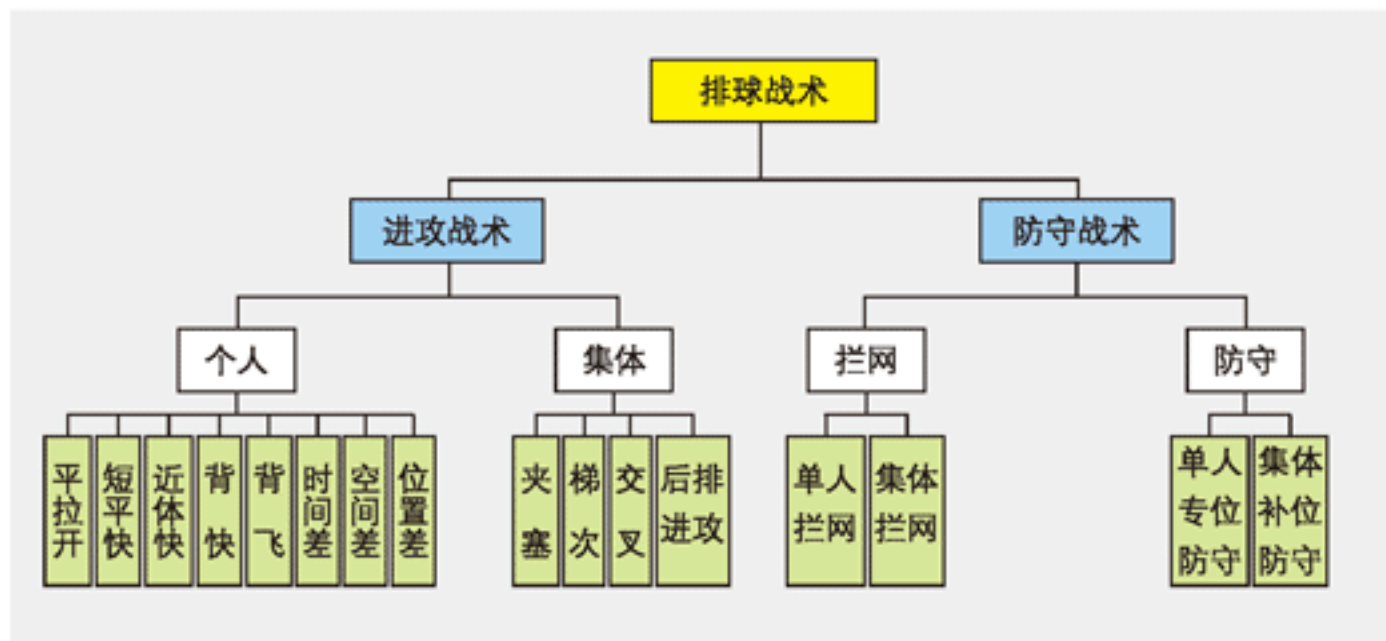 排球战术
进攻战术
防守战术
个人
集体
拦网
防守
平拉开
短平快
近体快
背快
背飞
时间差
空间差
位置差
夹塞
梯次
交叉
后排
进攻
单人
拦网
集体
拦网
单人
专位
防守
集体
补位
防守